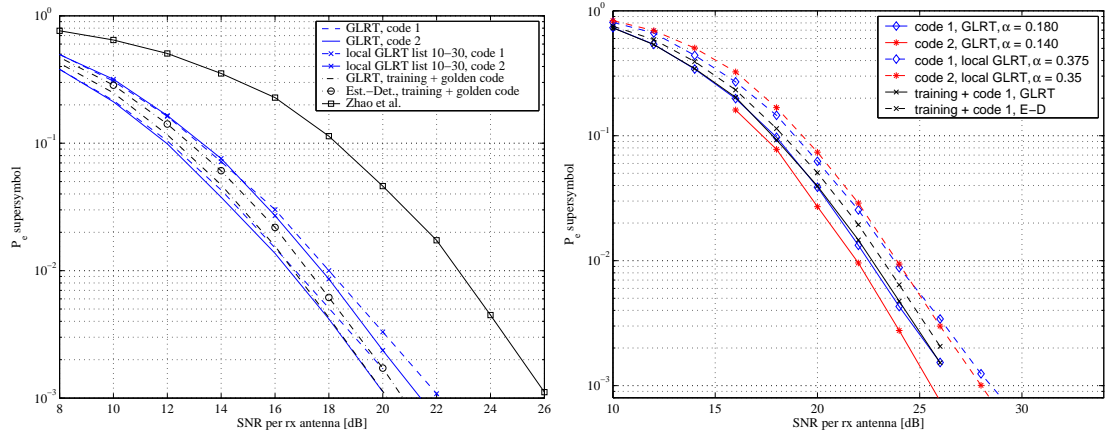 GLRT, code 1
GLRT, code 2
local GLRT list 10−30, code 1
local GLRT list 10−30, code 2
GLRT, training + golden code
Est.−Det., training + golden code
Zhao et al.
10^0
10^-1
10^-2
10^-3
P_e supersymbol
8 10 12 14 16 18 20 22 24 26
SNR per rx antenna [dB]
code 1, GLRT, α = 0.180
code 2, GLRT, α = 0.140
code 1, local GLRT, α = 0.375
code 2, local GLRT, α = 0.35
training + code 1, GLRT
training + code 1, E−D
10^0
10^-1
10^-2
10^-3
P_e supersymbol
10 15 20 25 30
SNR per rx antenna [dB]